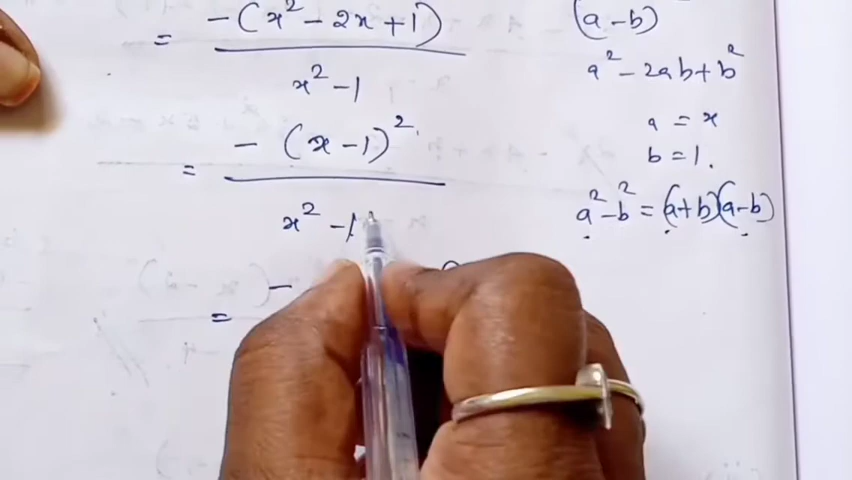 = -(x² - 2x + 1)
x² - 1
= - (x - 1)²
x² - 1
= -
(a - b)
a² - 2ab + b²
a = x
b = 1.
a² - b² = (a+b)(a-b)